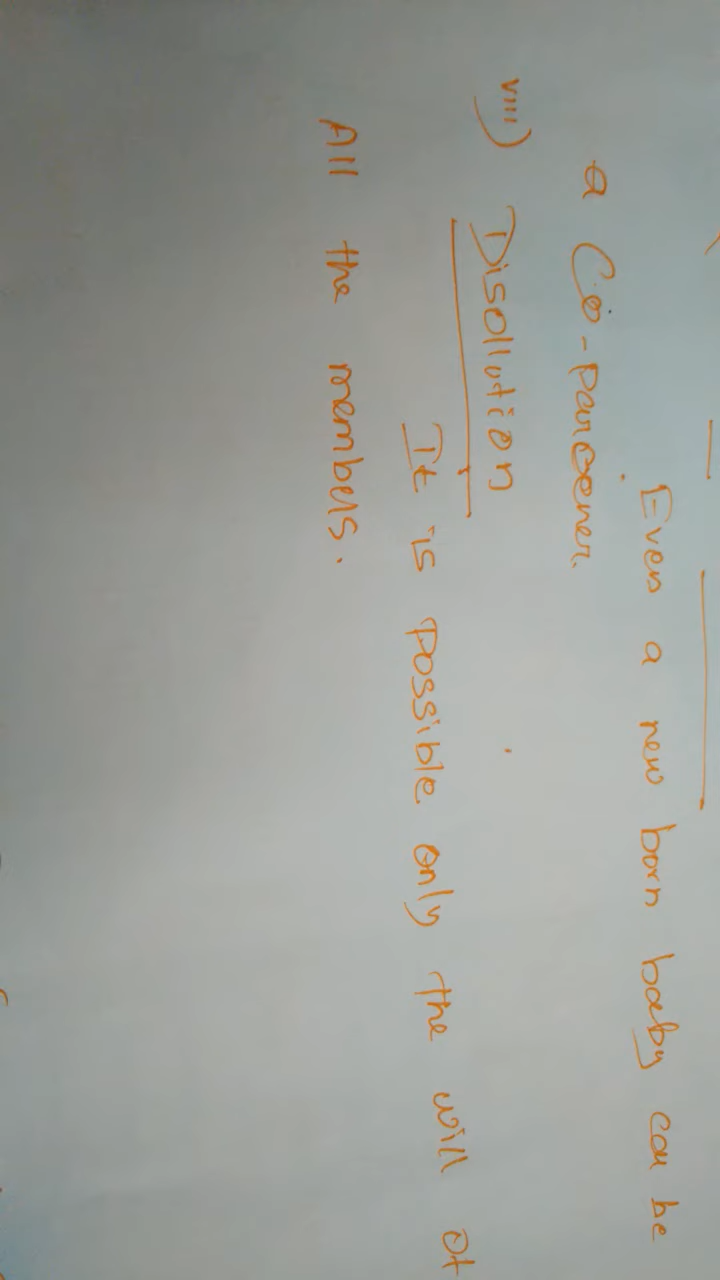 Even a new born baby can be
a Co-parcener.
viii) Disollution
It is possible only the will of
All the members.